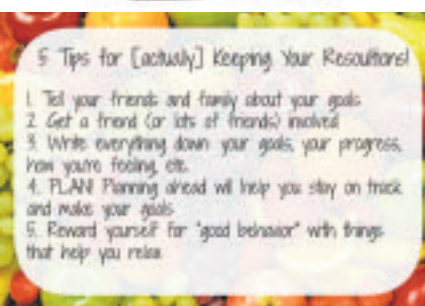 5 Tips for [actually] Keeping Your Resoultions!
1. Tell your friends and family about your goals
2. Get a friend (or lots of friends) involved
3. Write everything down: your goals, your progress,
how you're feeling, etc.
4. PLAN! Planning ahead will help you stay on track
and make your goals
5. Reward yourself for "good behavior" with things
that help you relax